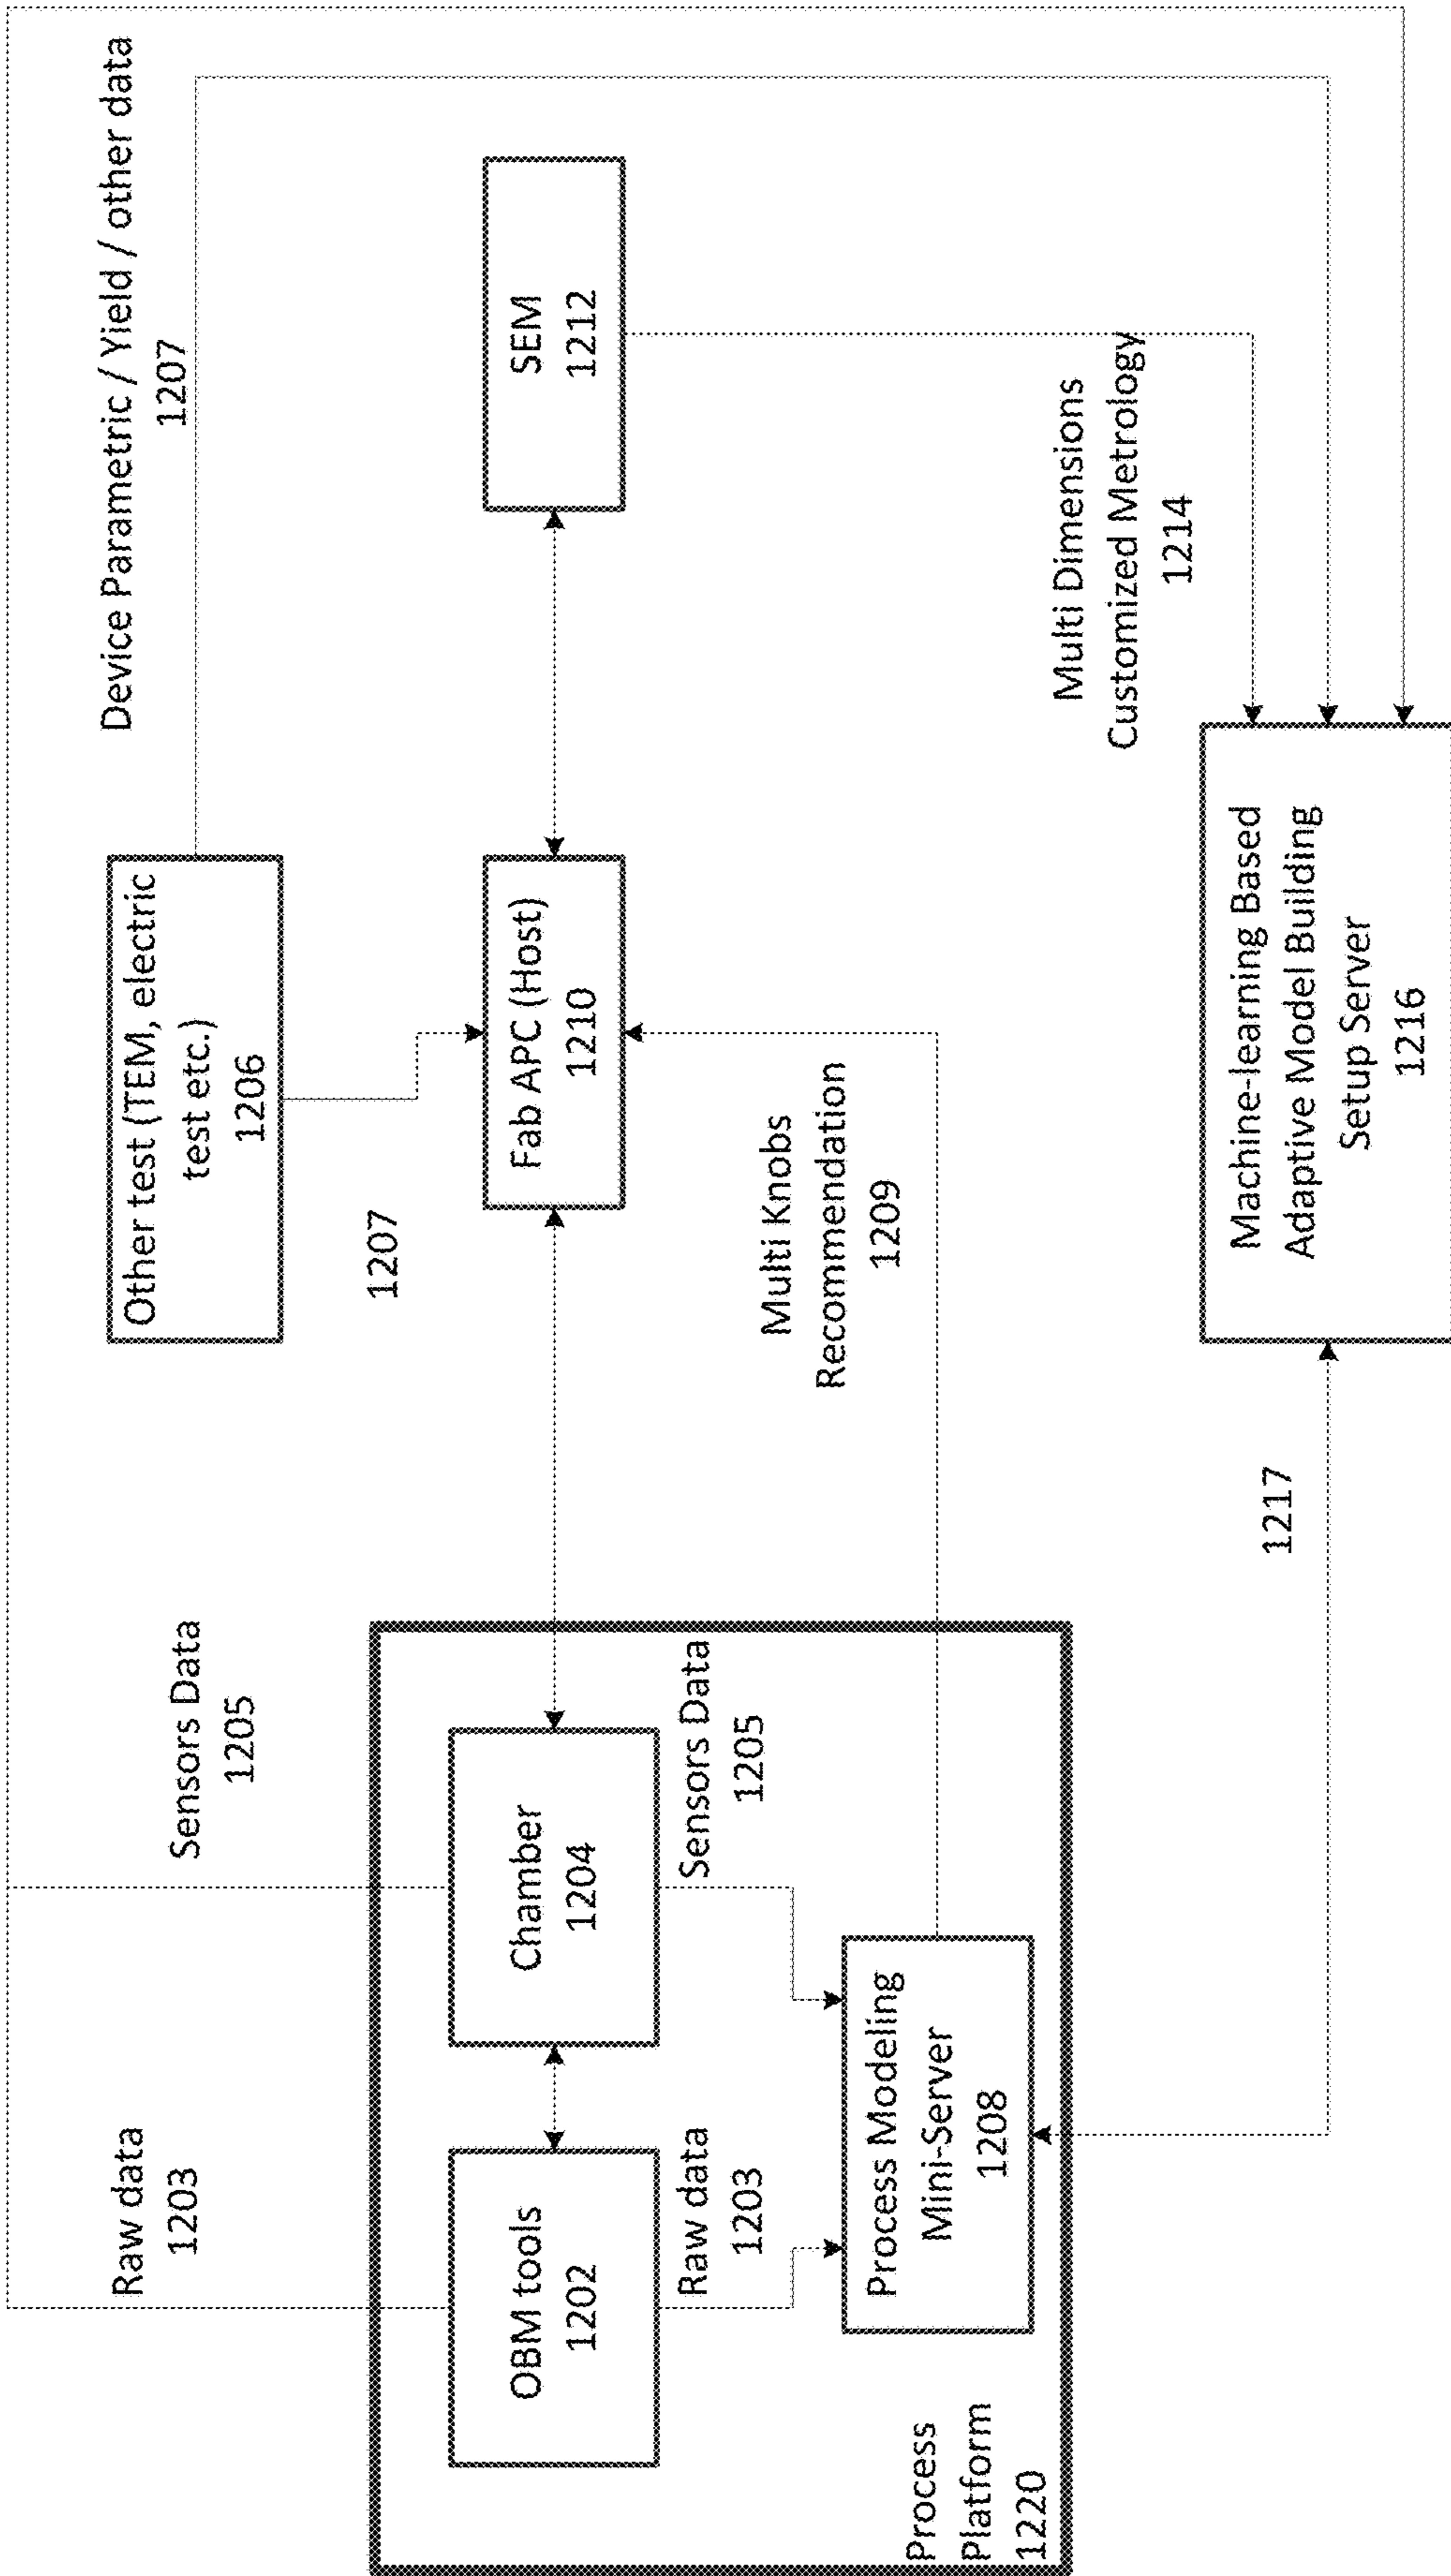 Raw data
1203
Sensors Data
1205
Device Parametric / Yield / other data
1207
Other test (TEM, electric
test etc.)
1206
1207
OBM tools
1202
Chamber
1204
Fab APC (Host)
1210
SEM
1212
Raw data
1203
Sensors Data
1205
Multi Knobs
Recommendation
1209
Process Modeling
Mini-Server
1208
Process
Platform
1220
Multi Dimensions
Customized Metrology
1214
1217
Machine-learning Based
Adaptive Model Building
Setup Server
1216